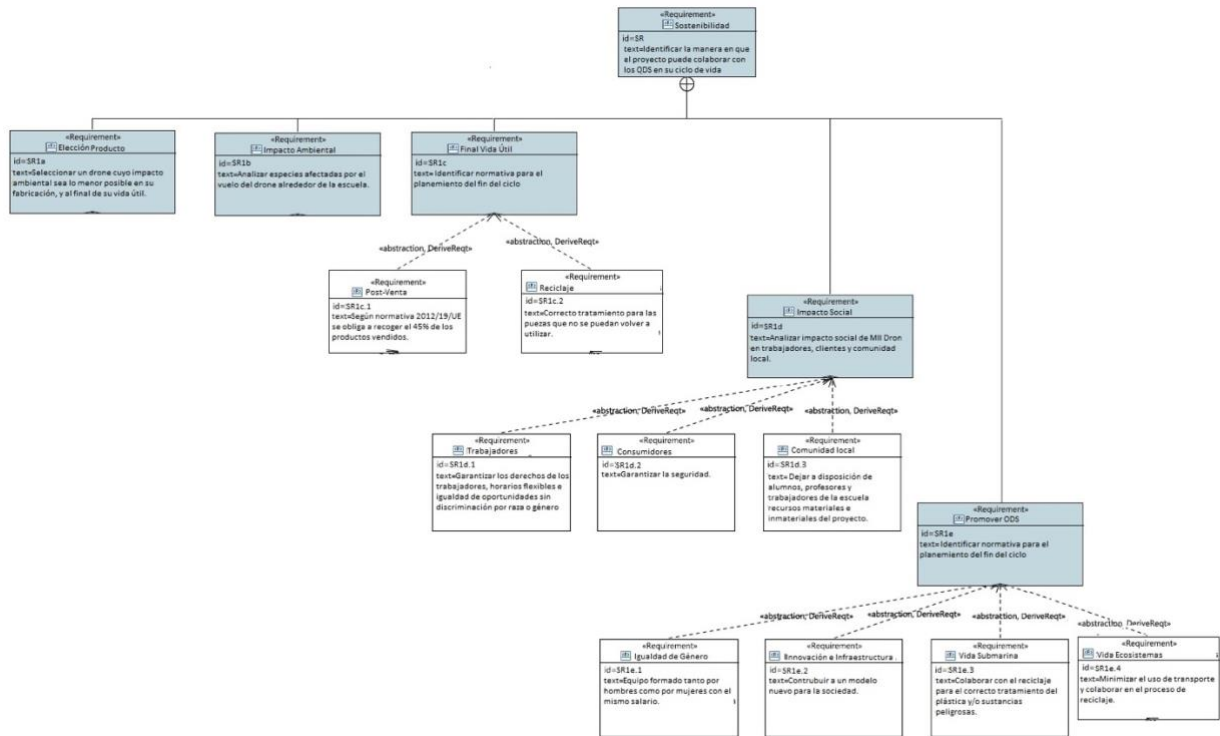 «Requirement»
Sostenibilidad
id=SR
text=Identificar la manera en que
el proyecto puede colaborar con
los ODS en su ciclo de vida
«Requirement»
Elección Producto
id=SR1a
text=Seleccionar un drone cuyo impacto
ambiental sea lo menor posible en su
fabricación, y al final de su vida útil.
«Requirement»
Impacto Ambiental
id=SR1b
text= Analizar especies afectadas por el
vuelo del drone alrededor de la escuela.
«Requirement»
Final Vida Útil
id=SR1c
text= Identificar normativa para el
planemiento del fin del ciclo
«abstraction, DeriveReqt»
«abstraction, DeriveReqt»
«Requirement»
Post-Venta
id=SR1c.1
text=Según normativa 2012/19/UE
se obliga a recoger el 45% de los
productos vendidos.
«Requirement»
Reciclaje
id=SR1c.2
text=Correcto tratamiento para las
puezas que no se puedan volver a
utilizar.
«Requirement»
Impacto Social
id=SR1d
text=Analizar impacto social de MII Dron
en trabajadores, clientes y comunidad
local.
«abstraction, DeriveReqt»
«abstraction, DeriveReqt»
«abstraction, DeriveReqt»
«Requirement»
Trabajadores
id=SR1d.1
text=Garantizar los derechos de los
trabajadores, horarios flexibles e
igualdad de oportunidades sin
discriminación por raza o género
«Requirement»
Consumidores
id=SR1d.2
text=Garantizar la seguridad.
«Requirement»
Comunidad local
id=SR1d.3
text= Dejar a disposición de
alumnos, profesores y
trabajadores de la escuela
recursos materiales e
inmateriales del proyecto.
«Requirement»
Promover ODS
id=SR1e
text= Identificar normativa para el
planemiento del fin del ciclo
«abstraction, DeriveReqt»
«abstraction, DeriveReqt»
«abstraction, DeriveReqt»
«abstraction, DeriveReqt»
«Requirement»
Igualdad de Género
id=SR1e.1
text=Equipo formado tanto por
hombres como por mujeres con el
mismo salario.
«Requirement»
Innovación e Infraestructura
id=SR1e.2
text=Contrubuir a un modelo
nuevo para la sociedad.
«Requirement»
Vida Submarina
id=SR1e.3
text=Colaborar con el reciclaje
para el correcto tratamiento del
plástica y/o sustancias
peligrosas.
«Requirement»
Vida Ecosistemas
id=SR1e.4
text=Minimizar el uso de transporte
y colaborar en el proceso de
reciclaje.